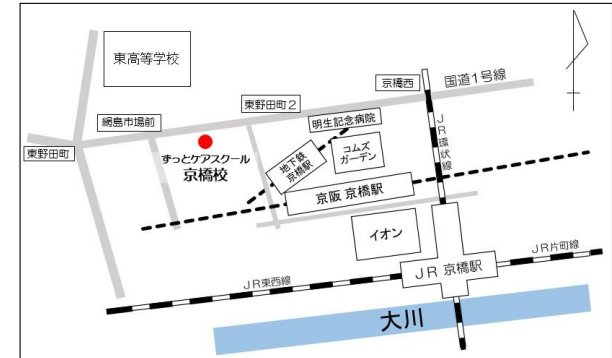 東高等学校
京橋西
国道1号線
東野田町2
網島市場前
明生記念病院
JR環状線
東野田町
ずっとケアスクール
京橋校
地下鉄
京橋駅
コムズ
ガーデン
京阪 京橋駅
イオン
JR 京橋駅
JR片町線
JR東西線
大川